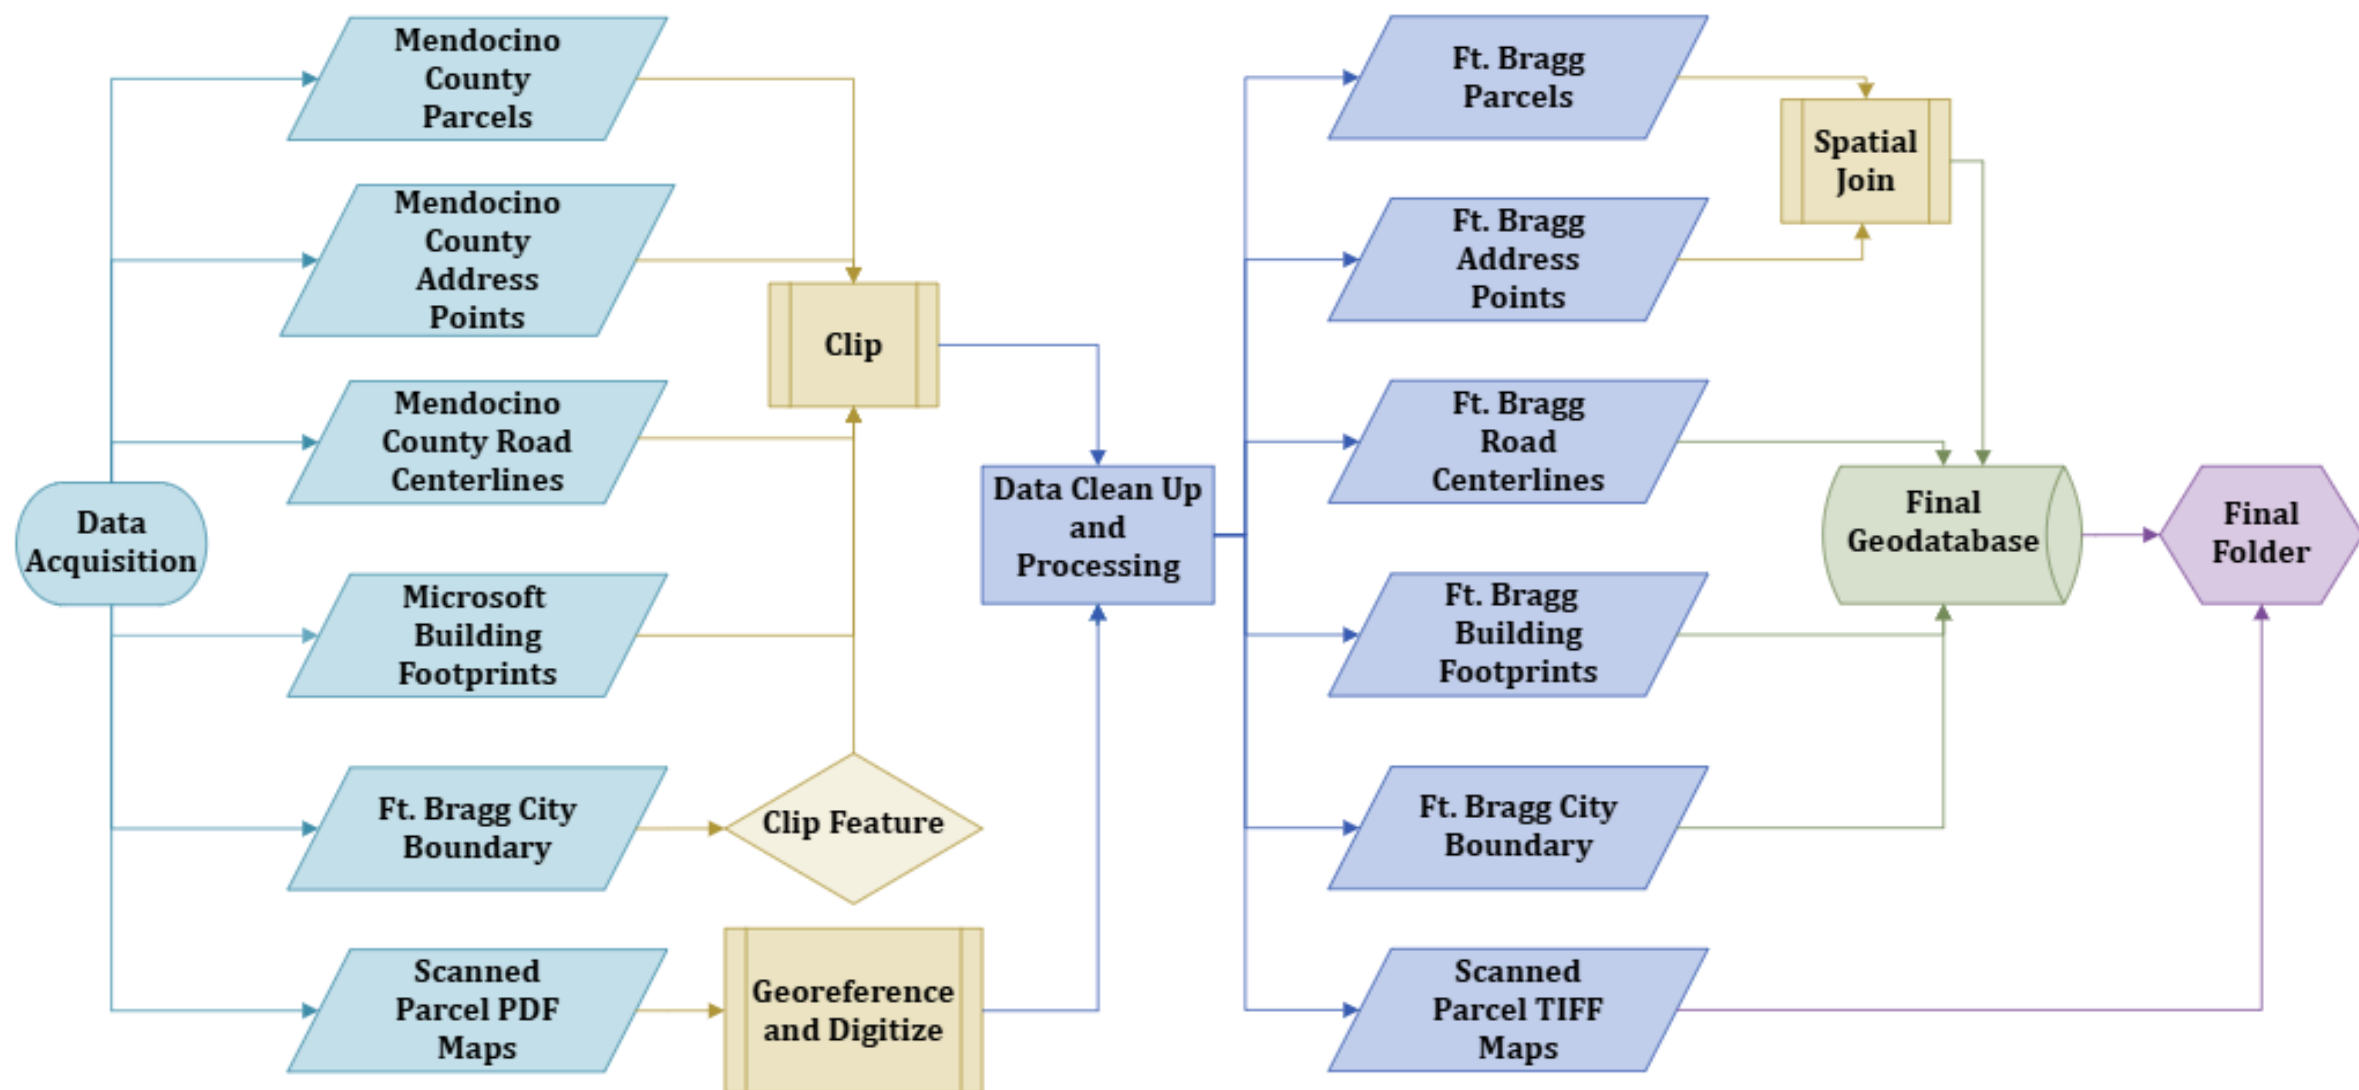 Mendocino
County
Parcels
Mendocino
County
Address
Points
Mendocino
County Road
Centerlines
Data
Acquisition
Microsoft
Building
Footprints
Ft. Bragg City
Boundary
Scanned
Parcel PDF
Maps
Clip
Clip Feature
Georeference
and Digitize
Data Clean Up
and
Processing
Ft. Bragg
Parcels
Ft. Bragg
Address
Points
Ft. Bragg
Road
Centerlines
Ft. Bragg
Building
Footprints
Ft. Bragg City
Boundary
Scanned
Parcel TIFF
Maps
Spatial
Join
Final
Geodatabase
Final
Folder